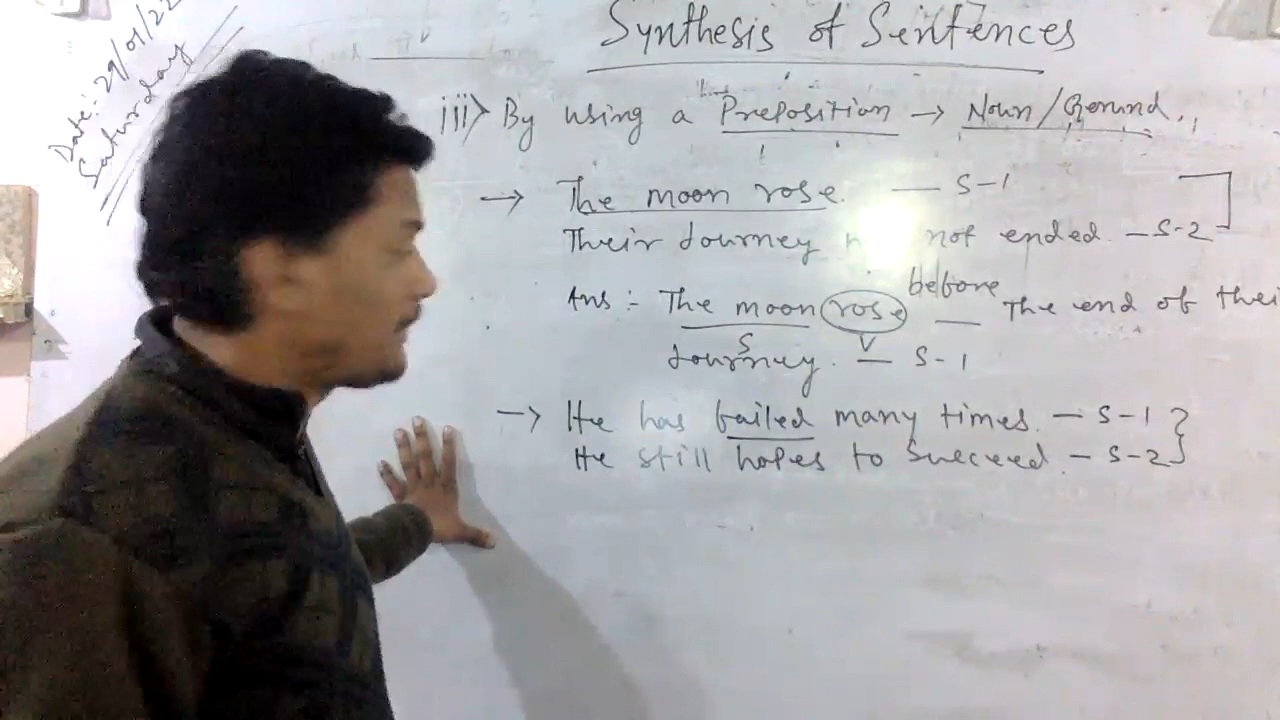 Date:- 29/01/22
Saturday
Synthesis of Sentences
iii> By using a Preposition → Noun/Gerund.
→ The moon rose. — S-1
Their Journey not ended. — S-2
before
Ans :- The moon rose — The end of thei
S V
Journey. — S-1
→ He has failed many times. — S-1
He still hopes to Succeed. — S-2